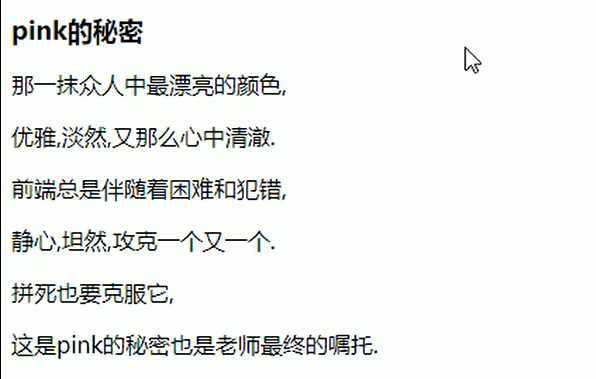 pink的秘密
那一抹众人中最漂亮的颜色,
优雅,淡然,又那么心中清澈.
前端总是伴随着困难和犯错,
静心,坦然,攻克一个又一个.
拼死也要克服它,
这是pink的秘密也是老师最终的嘱托.